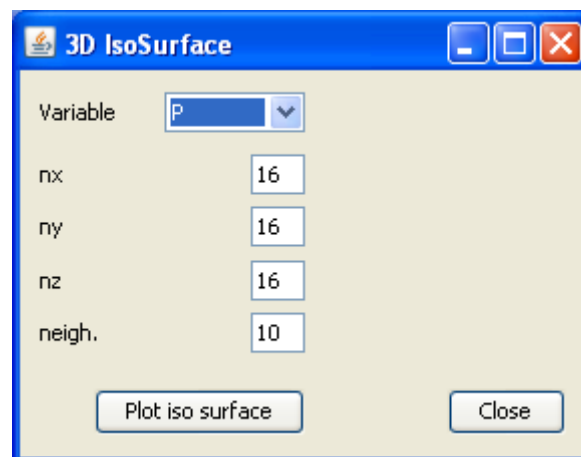 3D IsoSurface
Variable P
nx 16
ny 16
nz 16
neigh. 10
Plot iso surface Close